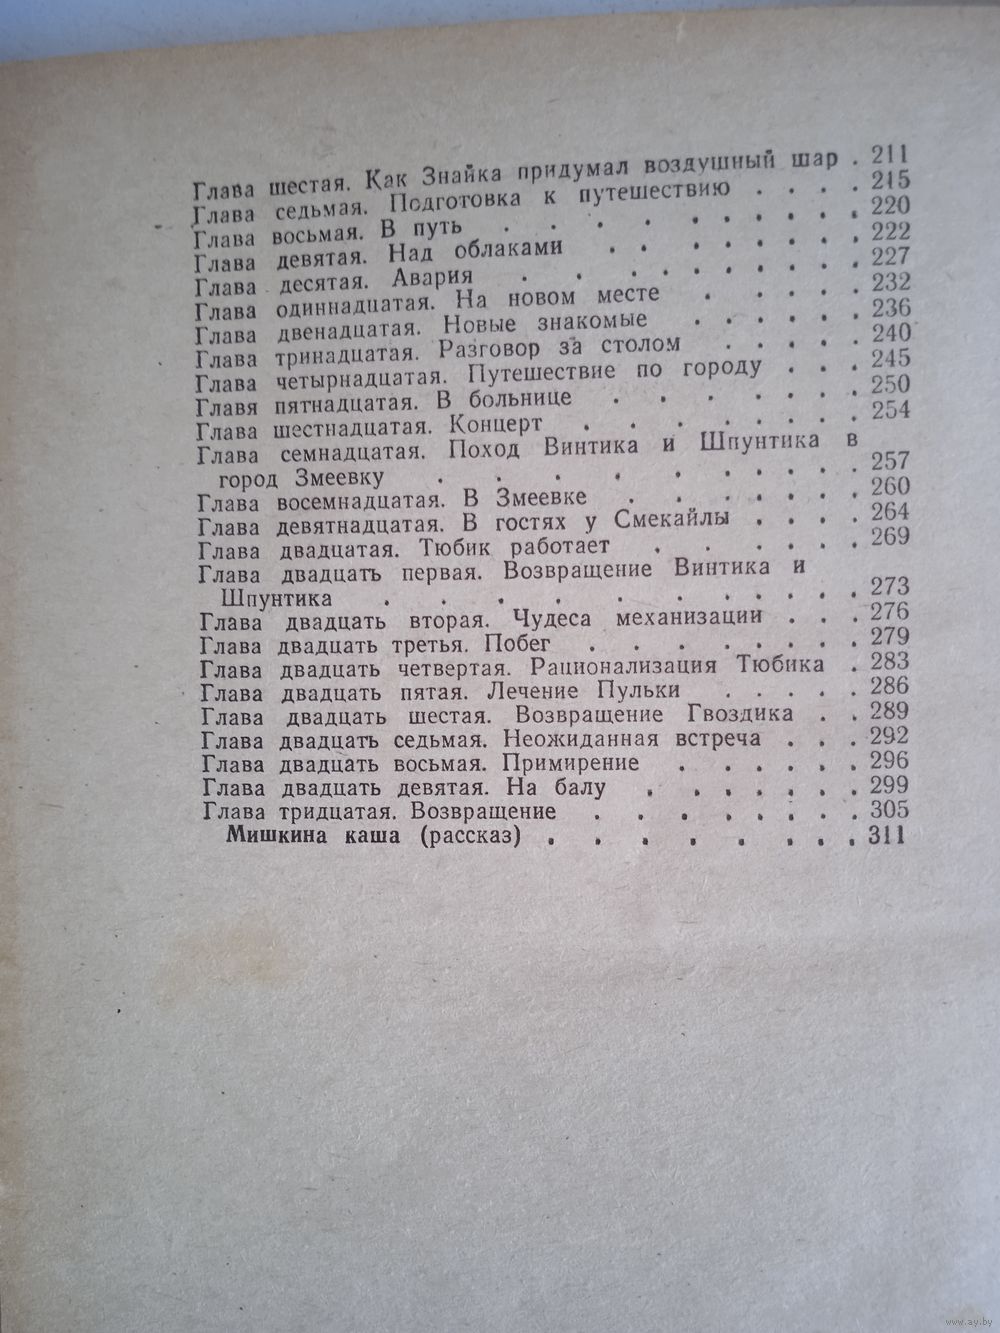 Глава шестая. Как Знайка придумал воздушный шар . 211
Глава седьмая. Подготовка к путешествию . . . . 215
Глава восьмая. В путь . . . . . . . . . . 220
Глава девятая. Над облаками . . . . . . . . 222
Глава десятая. Авария . . . . . . . . . 227
Глава одиннадцатая. На новом месте . . . . . 232
Глава двенадцатая. Новые знакомые . . . . . . 236
Глава тринадцатая. Разговор за столом . . . . . 240
Глава четырнадцатая. Путешествие по городу . . . 245
Главя пятнадцатая. В больнице . . . . . . . 250
Глава шестнадцатая. Концерт . . . . . . . . 254
Глава семнадцатая. Поход Винтика и Шпунтика в
город Змеевку . . . . . . . . . . 257
Глава восемнадцатая. В Змеевке . . . . . . . 260
Глава девятнадцатая. В гостях у Смекайлы . . . . 264
Глава двадцатая. Тюбик работает . . . . . . 269
Глава двадцать первая. Возвращение Винтика и
Шпунтика . . . . . . . . . . . . 273
Глава двадцать вторая. Чудеса механизации . . . 276
Глава двадцать третья. Побег . . . . . . . . 279
Глава двадцать четвертая. Рационализация Тюбика . 283
Глава двадцать пятая. Лечение Пульки . . . . . 286
Глава двадцать шестая. Возвращение Гвоздика . . 289
Глава двадцать седьмая. Неожиданная встреча . . . 292
Глава двадцать восьмая. Примирение . . . . . . 296
Глава двадцать девятая. На балу . . . . . . . 299
Глава тридцатая. Возвращение . . . . . . . . 305
Мишкина каша (рассказ) . . . . . . . . . 311
www.ay.by